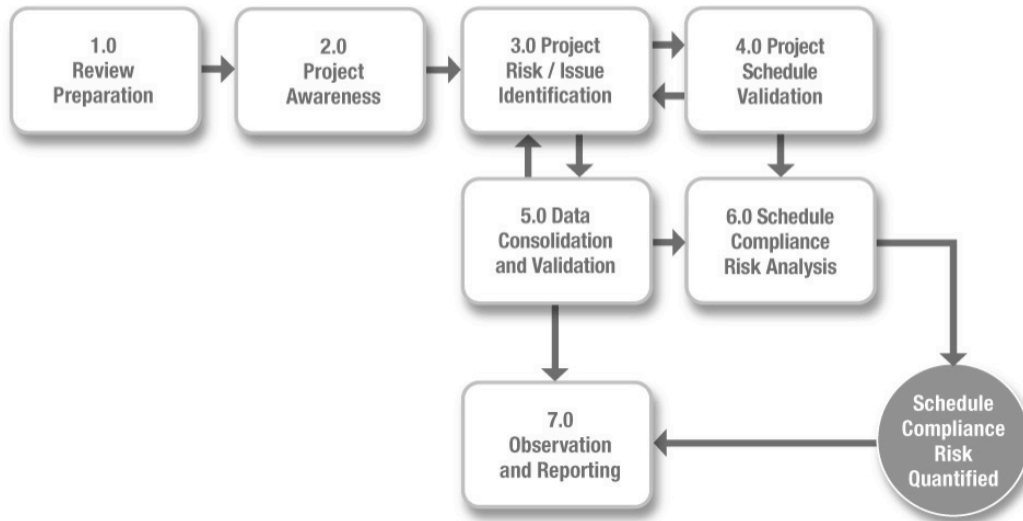 1.0
Review
Preparation
2.0
Project
Awareness
3.0 Project
Risk / Issue
Identification
4.0 Project
Schedule
Validation
5.0 Data
Consolidation
and Validation
6.0 Schedule
Compliance
Risk Analysis
7.0
Observation
and Reporting
Schedule
Compliance
Risk
Quantified